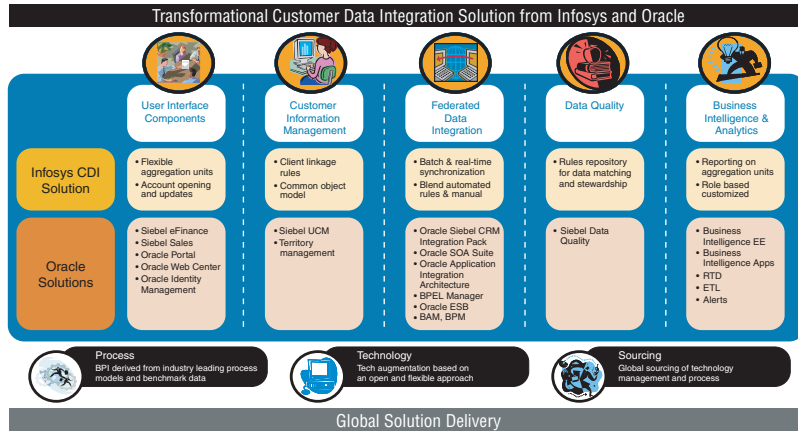 Transformational Customer Data Integration Solution from Infosys and Oracle
User Interface
Components
Customer
Information
Management
Federated
Data
Integration
Data Quality
Business
Intelligence &
Analytics
Infosys CDI
Solution
• Flexible
aggregation units
• Account opening
and updates
• Client linkage
rules
• Common object
model
• Batch & real-time
synchronization
• Blend automated
rules & manual
• Rules repository
for data matching
and stewardship
• Reporting on
aggregation units
• Role based
customized
Oracle
Solutions
• Siebel eFinance
• Siebel Sales
• Oracle Portal
• Oracle Web Center
• Oracle Identity
Management
• Siebel UCM
• Territory
management
• Oracle Siebel CRM
Integration Pack
• Oracle SOA Suite
• Oracle Application
Integration
Architecture
• BPEL Manager
• Oracle ESB
• BAM, BPM
• Siebel Data
Quality
• Business
Intelligence EE
• Business
Intelligence Apps
• RTD
• ETL
• Alerts
Process
BPI derived from industry leading process
models and benchmark data
Technology
Tech augmentation based on
an open and flexible approach
Sourcing
Global sourcing of technology
management and process
Global Solution Delivery